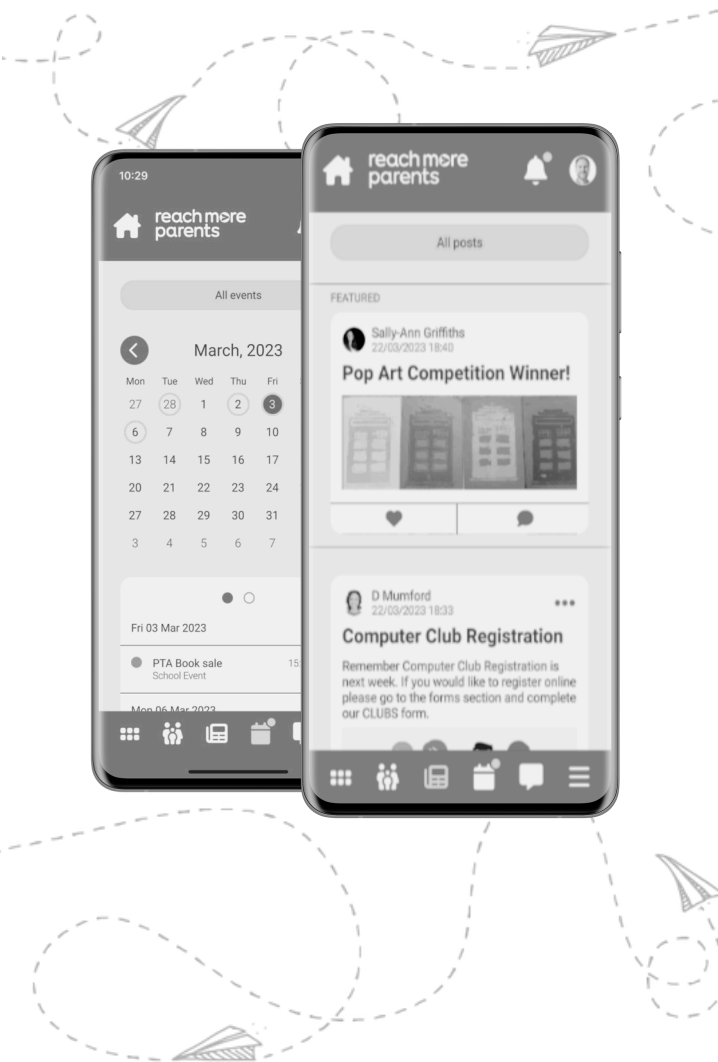 10:29
reach more
parents
All events
March, 2023
Mon Tue Wed Thu Fri
27 28 1 2 3
6 7 8 9 10
13 14 15 16 17
20 21 22 23 24
27 28 29 30 31
3 4 5 6 7
Fri 03 Mar 2023
PTA Book sale 15:
School Event
Mon 06 Mar 2023
reach more
parents
All posts
FEATURED
Sally-Ann Griffiths
22/03/2023 18:40
Pop Art Competition Winner!
D Mumford
22/03/2023 18:33
Computer Club Registration
Remember Computer Club Registration is
next week. If you would like to register online
please go to the forms section and complete
our CLUBS form.